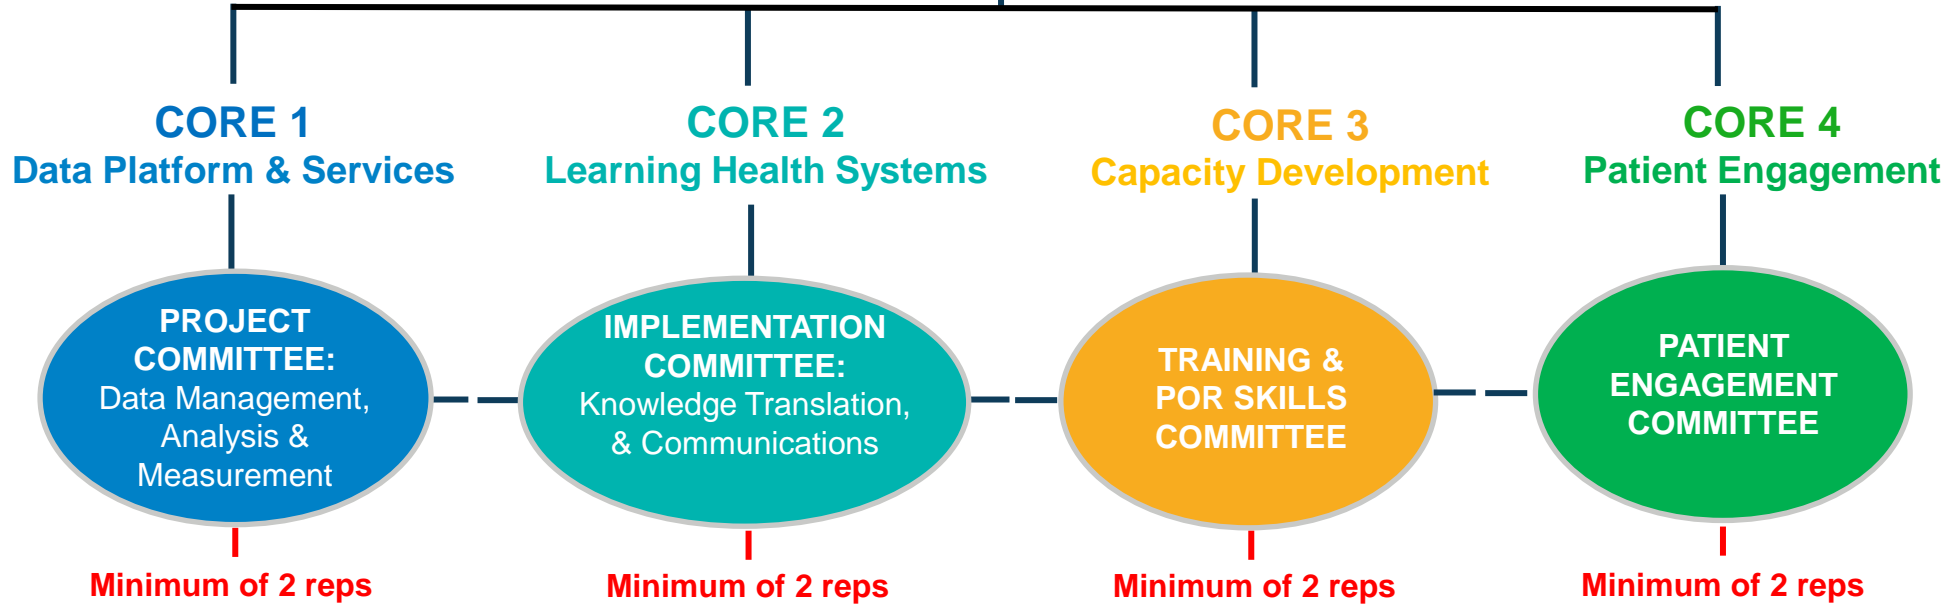 CORE 1
Data Platform & Services
PROJECT
COMMITTEE:
Data Management,
Analysis &
Measurement
Minimum of 2 reps
CORE 2
Learning Health Systems
IMPLEMENTATION
COMMITTEE:
Knowledge Translation,
& Communications
Minimum of 2 reps
CORE 3
Capacity Development
TRAINING &
POR SKILLS
COMMITTEE
Minimum of 2 reps
CORE 4
Patient Engagement
PATIENT
ENGAGEMENT
COMMITTEE
Minimum of 2 reps